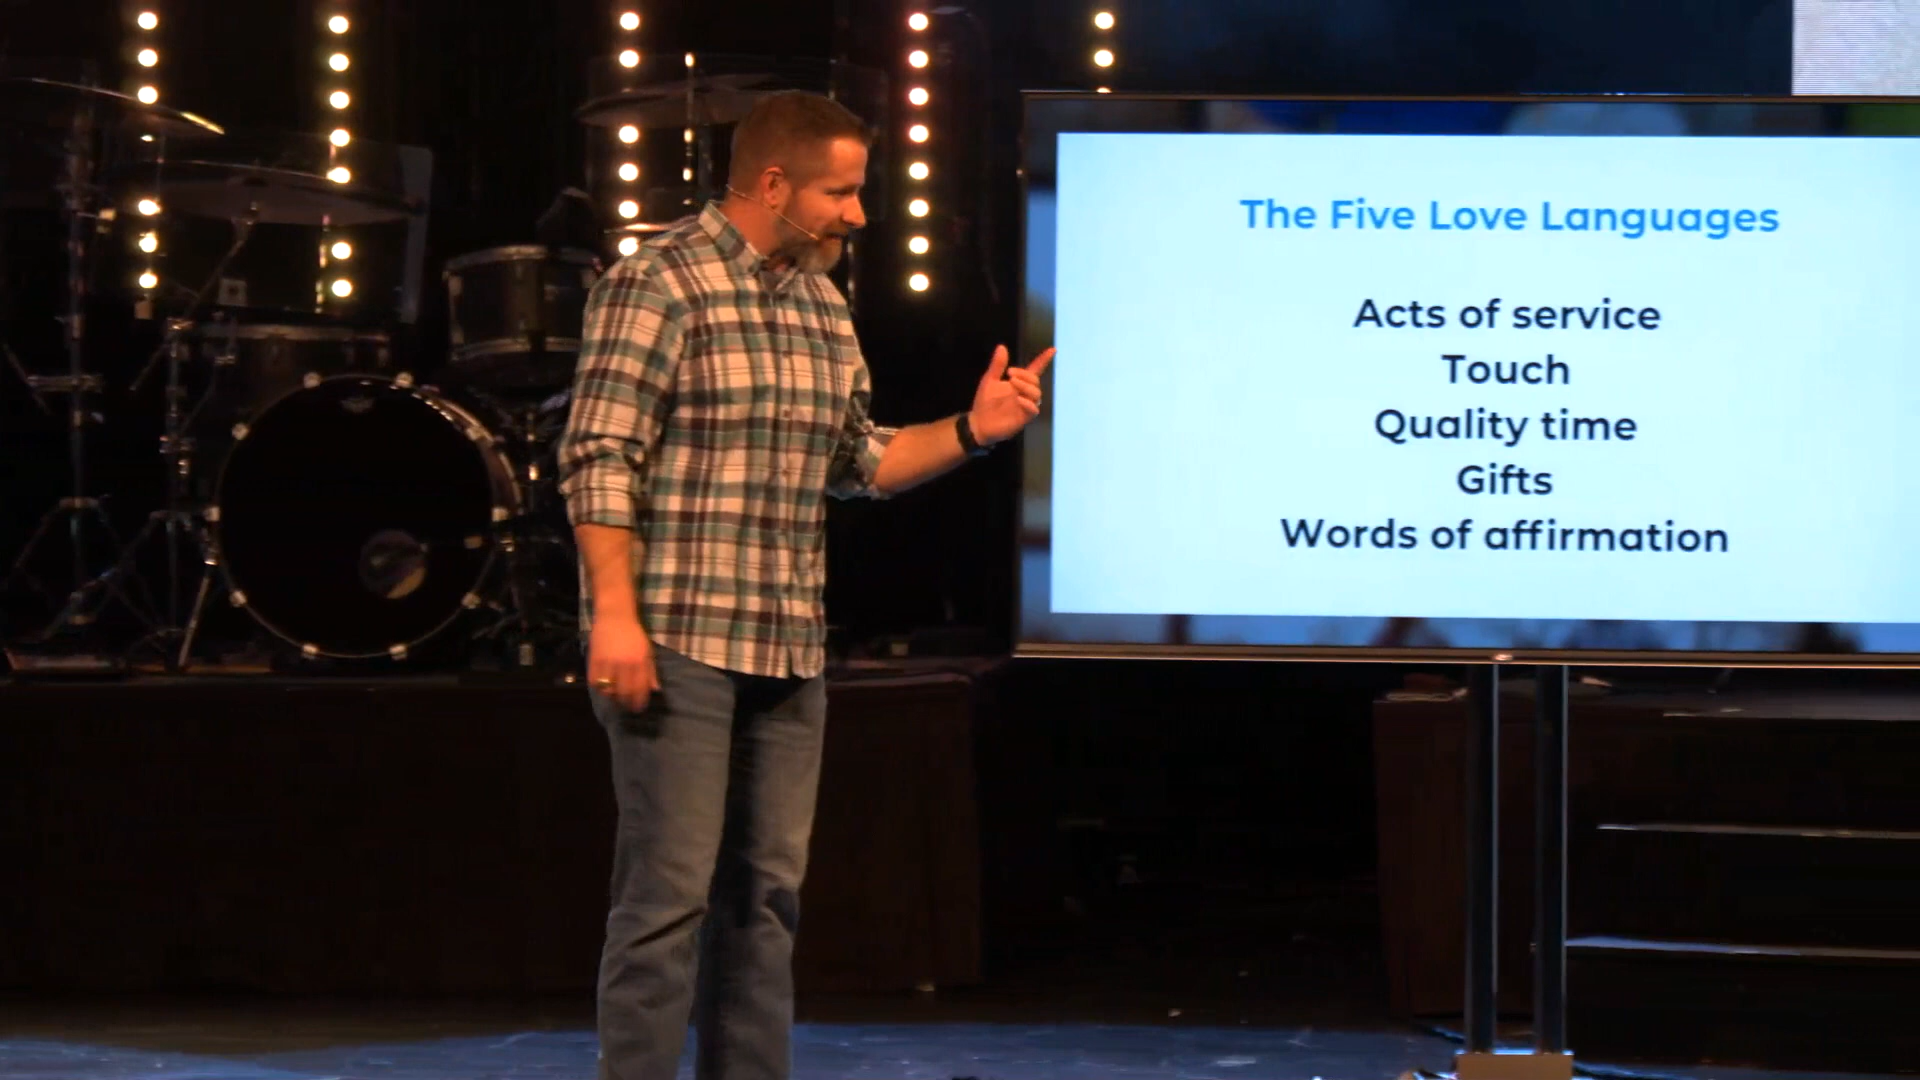 The Five Love Languages
Acts of service
Touch
Quality time
Gifts
Words of affirmation